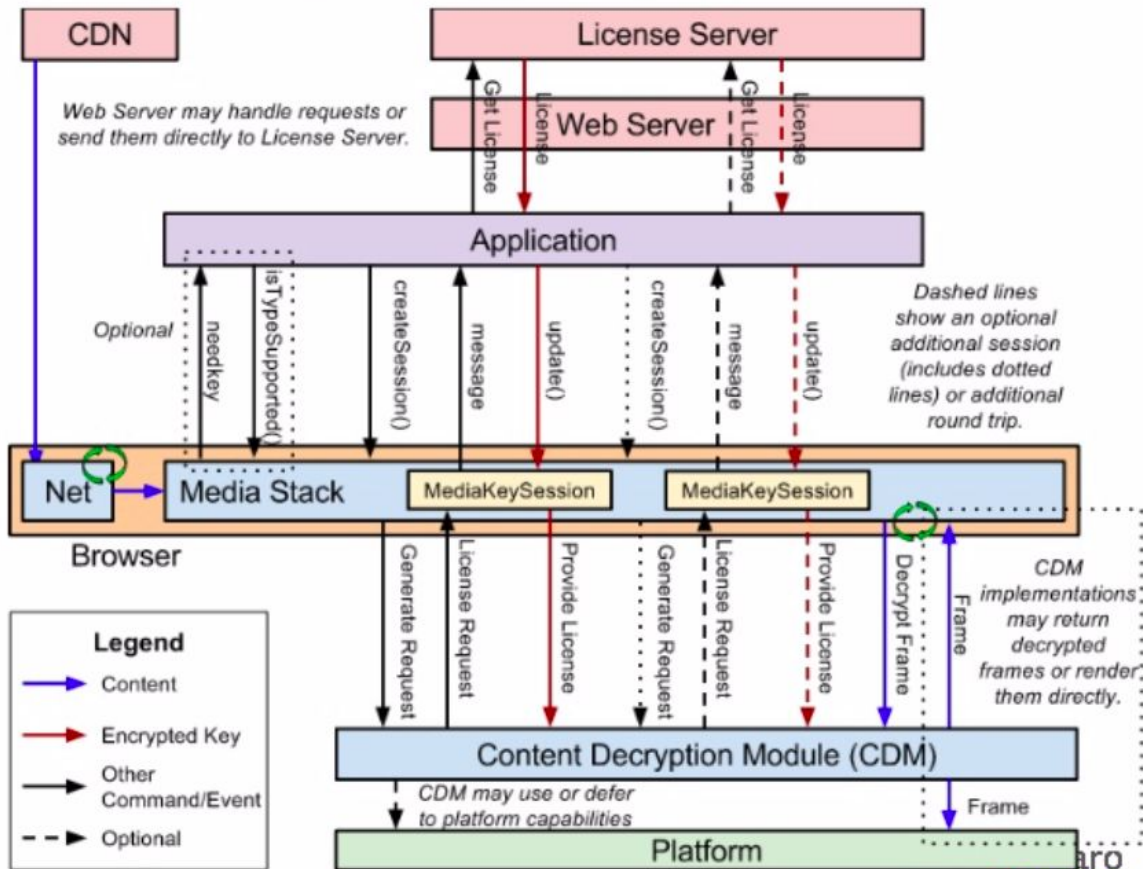 CDN
License Server
Web Server may handle requests or
send them directly to License Server.
Get License
License
Get License
License
Web Server
Application
Optional
needkey
isTypeSupported()
createSession()
message
update()
createSession()
message
update()
Dashed lines
show an optional
additional session
(includes dotted
lines) or additional
round trip.
Net
Media Stack
MediaKeySession
MediaKeySession
Browser
Generate Request
License Request
Provide License
Generate Request
License Request
Provide License
Decrypt Frame
Frame
CDM
implementations
may return
decrypted
frames or render
them directly.
Legend
Content
Encrypted Key
Other
Command/Event
Optional
Content Decryption Module (CDM)
CDM may use or defer
to platform capabilities
Frame
Platform
aro